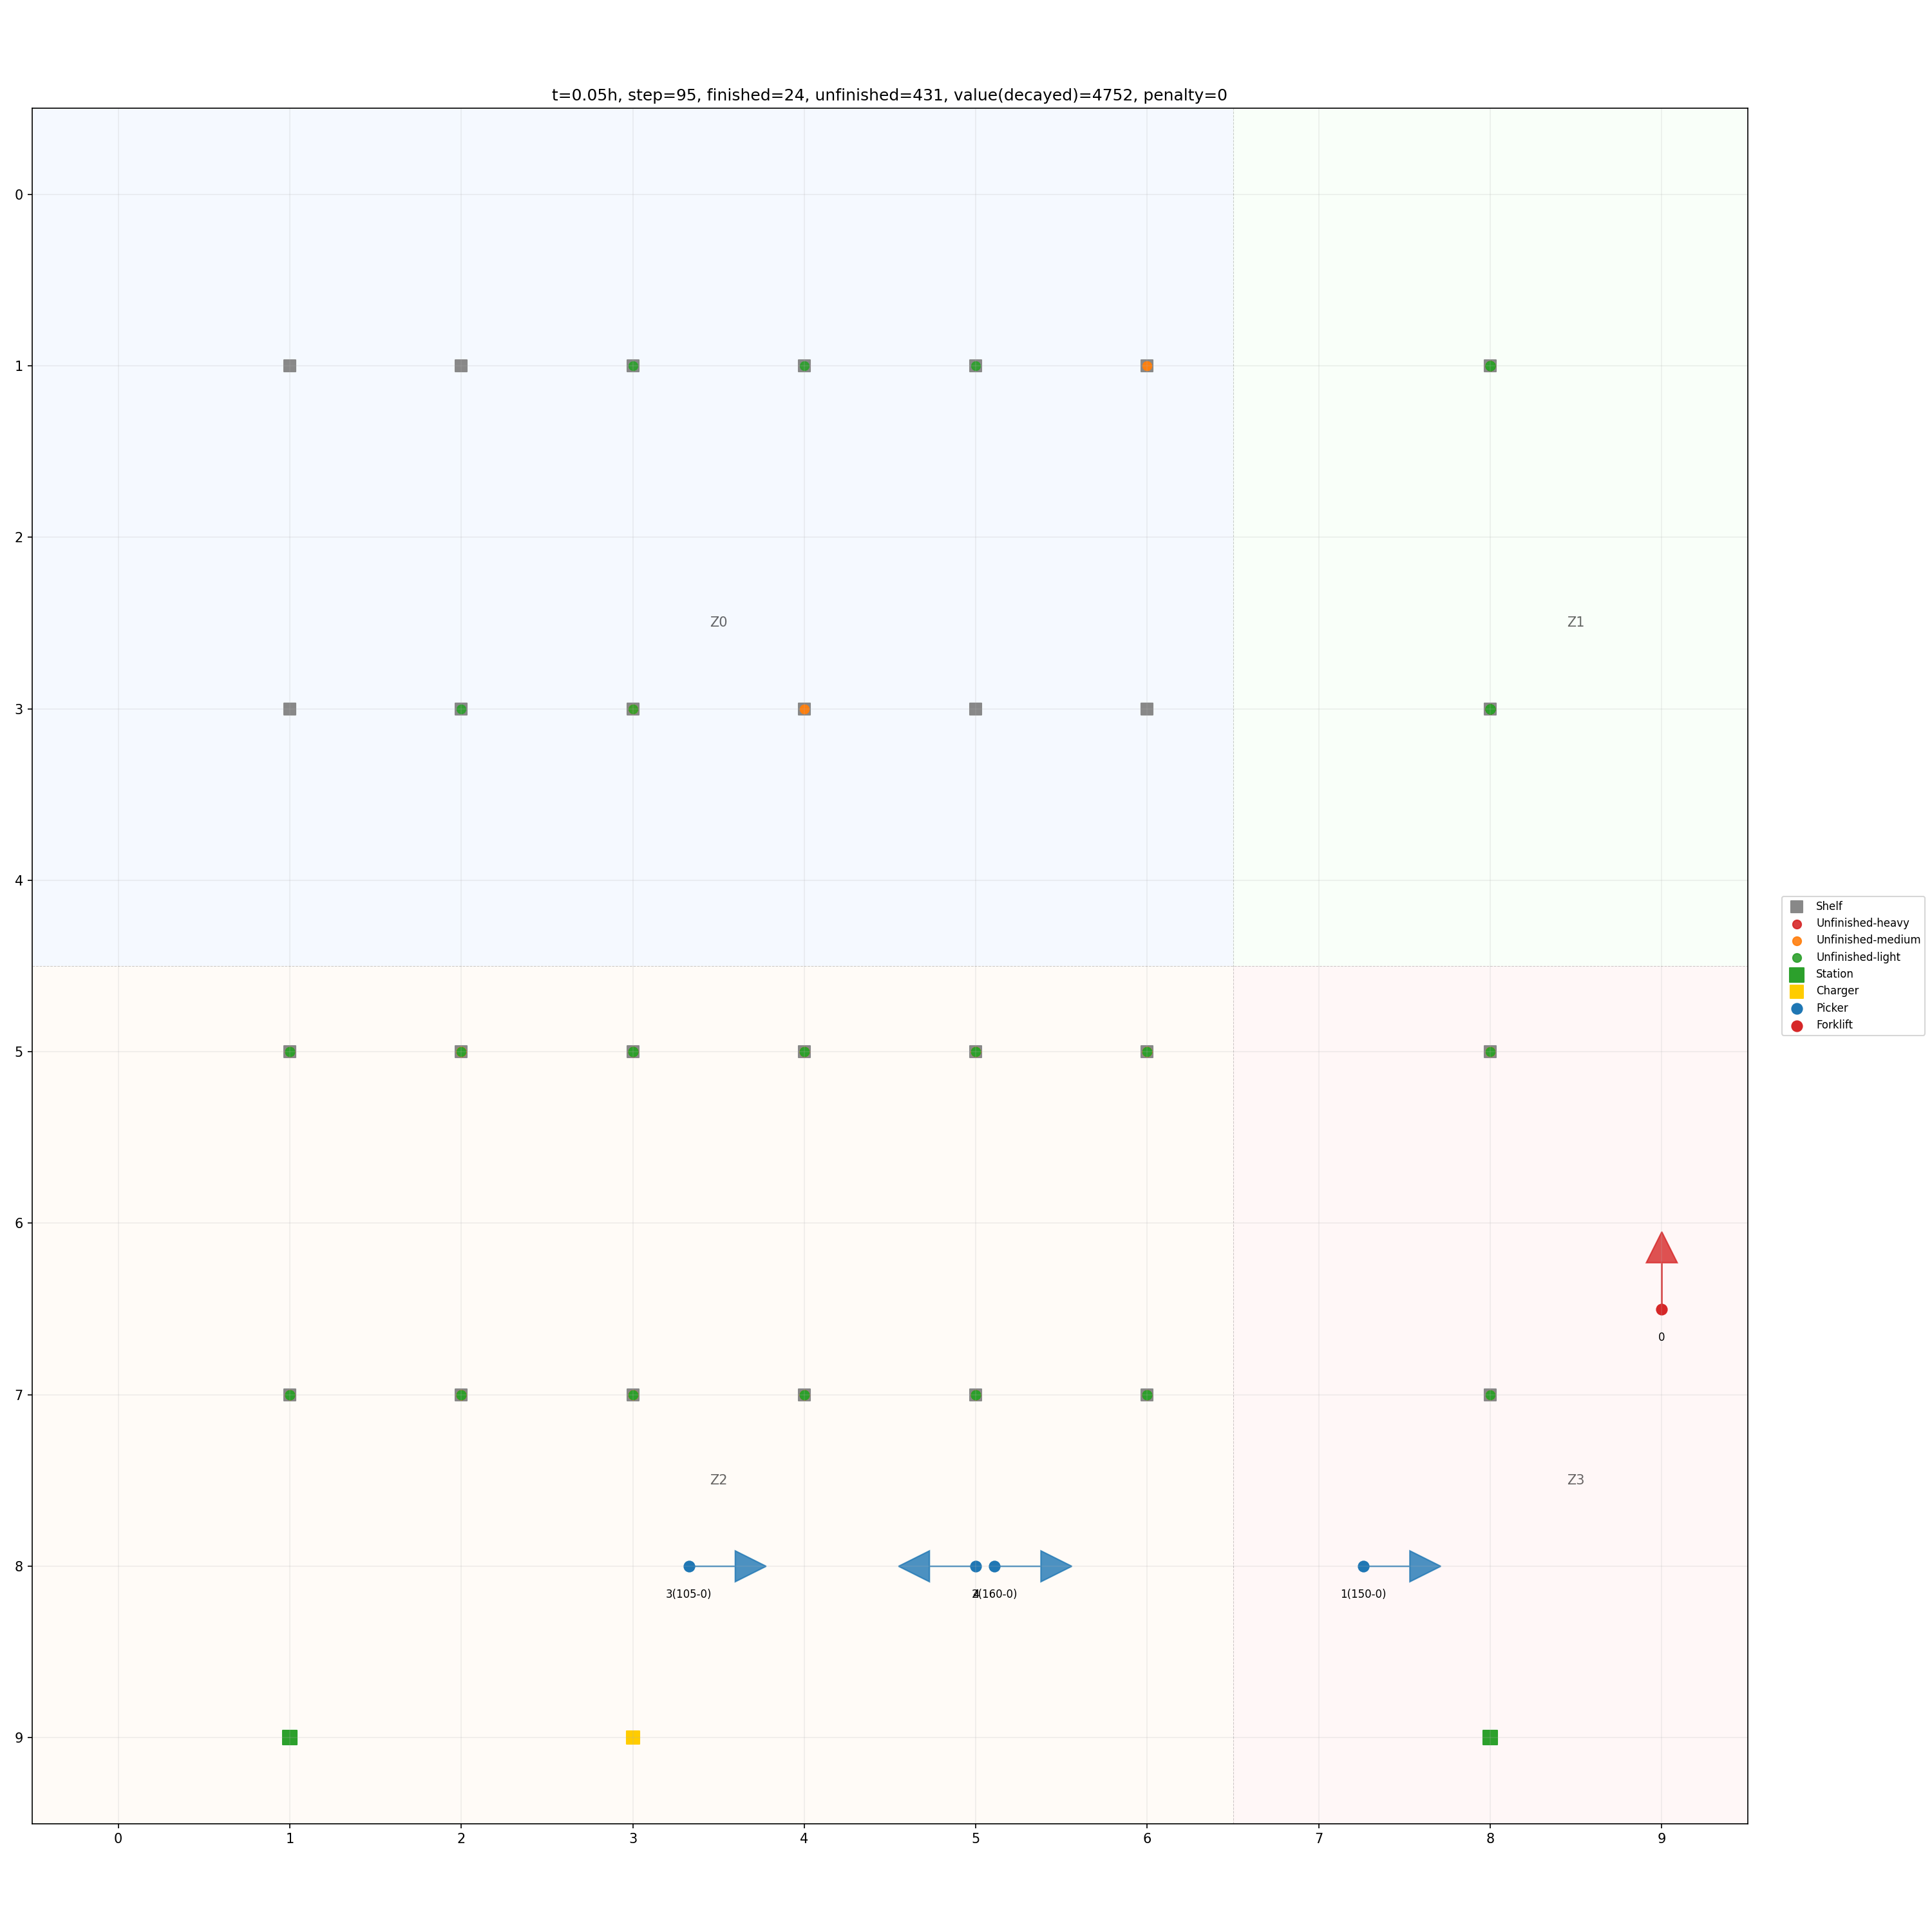 t=0.05h, step=95, finished=24, unfinished=431, value(decayed)=4752, penalty=0
0
1
2
Z0 Z1
3
4
Shelf
Unfinished-heavy
Unfinished-medium
Unfinished-light
Station
Charger
Picker
Forklift
5
6
0
7
Z2 Z3
8
3(105-0) (160-0) 1(150-0)
9
0 1 2 3 4 5 6 7 8 9